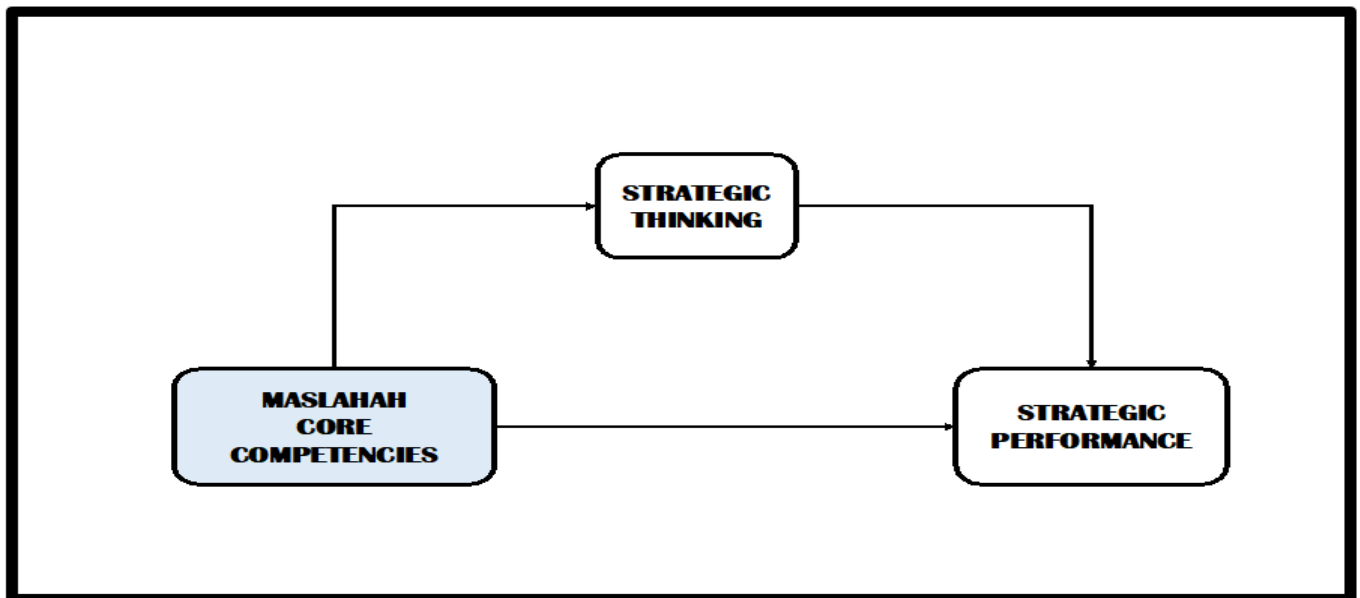 STRATEGIC
THINKING
MASLAHAH
CORE
COMPETENCIES
STRATEGIC
PERFORMANCE